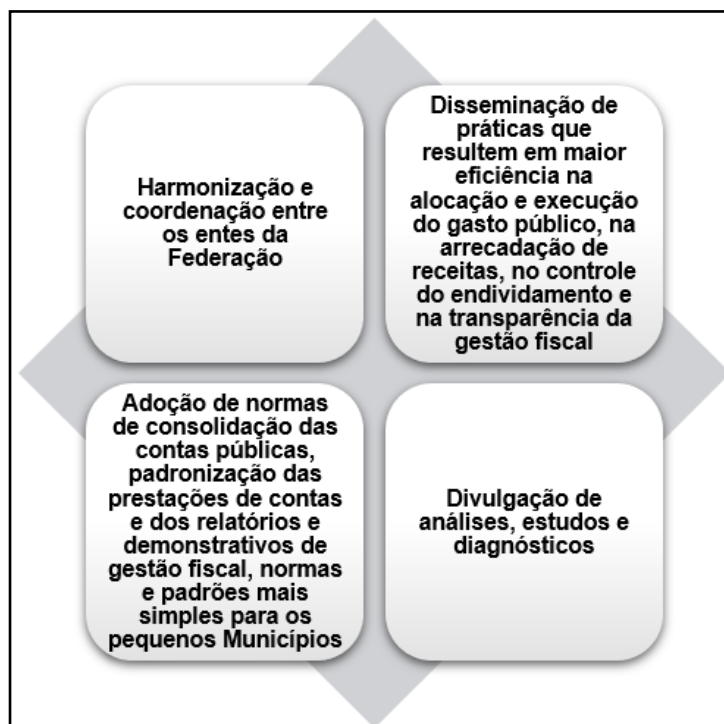 Harmonização e
coordenação entre
os entes da
Federação
Disseminação de
práticas que
resultem em maior
eficiência na
alocação e execução
do gasto público, na
arrecadação de
receitas, no controle
do endividamento e
na transparência da
gestão fiscal
Adoção de normas
de consolidação das
contas públicas,
padronização das
prestações de contas
e dos relatórios e
demonstrativos de
gestão fiscal, normas
e padrões mais
simples para os
pequenos Municípios
Divulgação de
análises, estudos e
diagnósticos